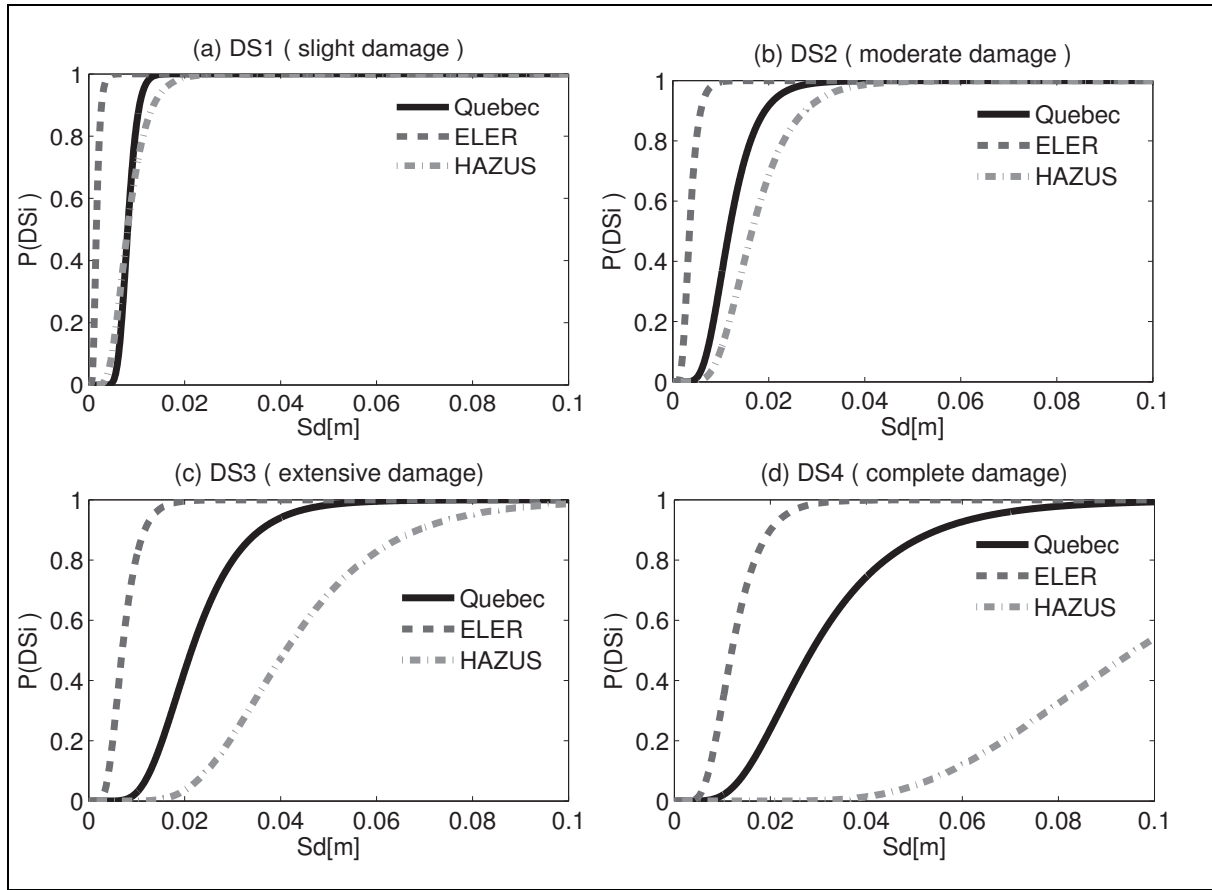 (a) DS1 ( slight damage )
1
0.8
0.6
0.4
0.2
0
P(DSi )
Quebec
ELER
HAZUS
0 0.02 0.04 0.06 0.08 0.1
Sd[m]
(b) DS2 ( moderate damage )
1
0.8
0.6
0.4
0.2
0
P(DSi )
Quebec
ELER
HAZUS
0 0.02 0.04 0.06 0.08 0.1
Sd[m]
(c) DS3 ( extensive damage)
1
0.8
0.6
0.4
0.2
0
P(DSi )
Quebec
ELER
HAZUS
0 0.02 0.04 0.06 0.08 0.1
Sd[m]
(d) DS4 ( complete damage)
1
0.8
0.6
0.4
0.2
0
P(DSi )
Quebec
ELER
HAZUS
0 0.02 0.04 0.06 0.08 0.1
Sd[m]